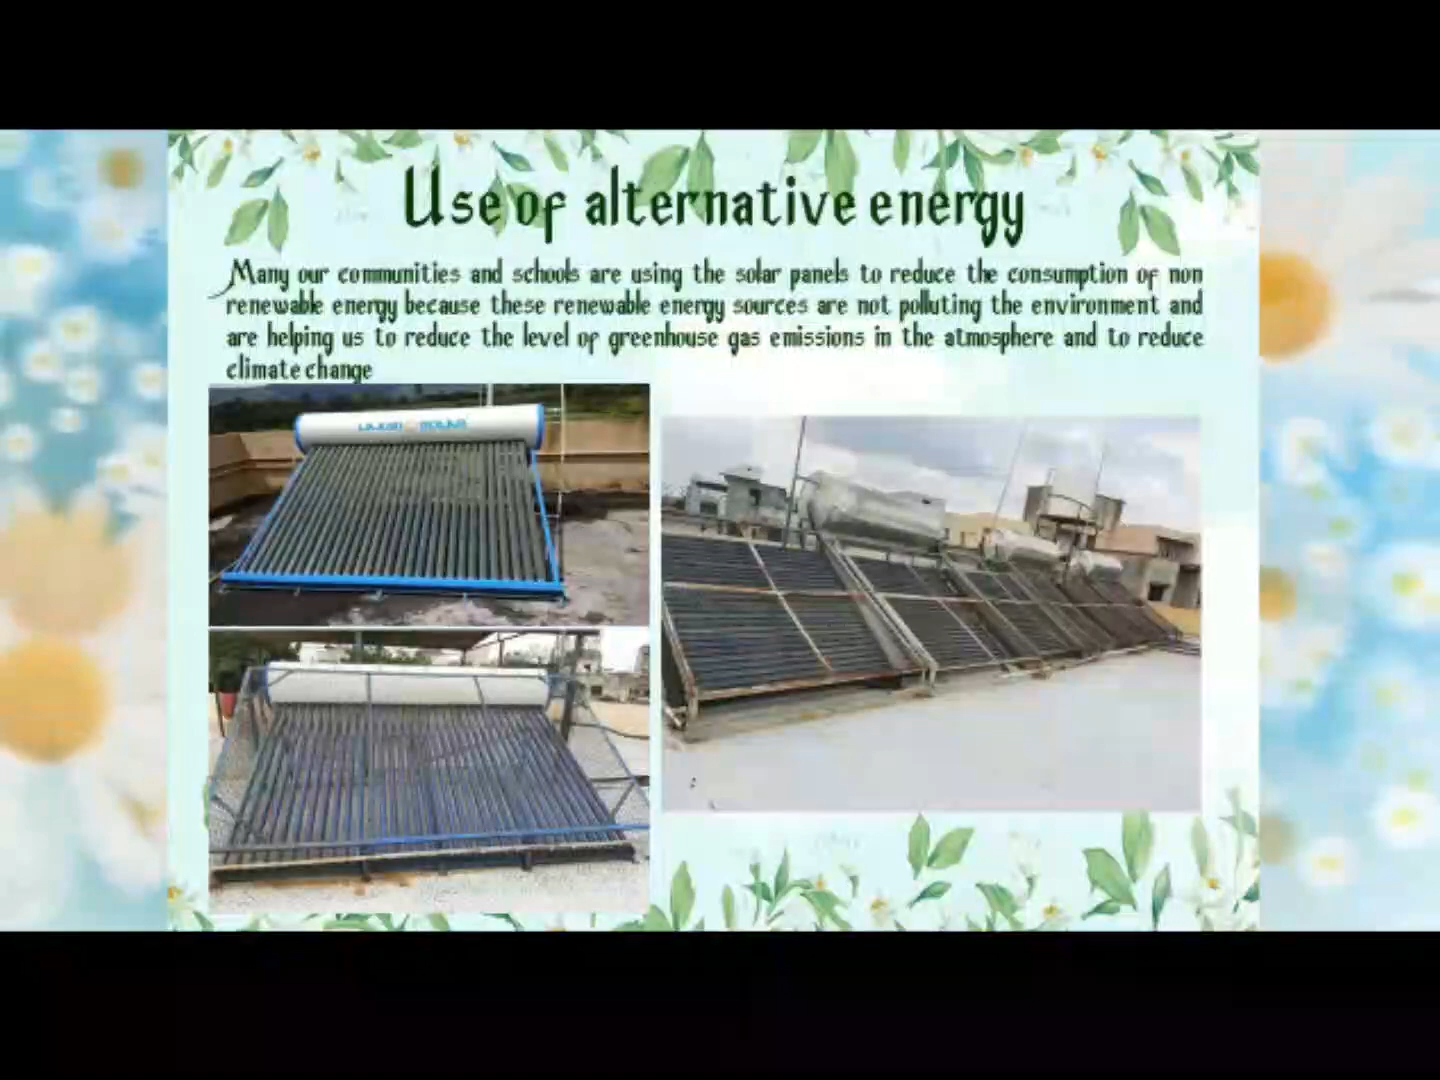 Use of alternative energy
Many our communities and schools are using the solar panels to reduce the consumption of non
renewable energy because these renewable energy sources are not polluting the environment and
are helping us to reduce the level of greenhouse gas emissions in the atmosphere and to reduce
climate change
SOLAR